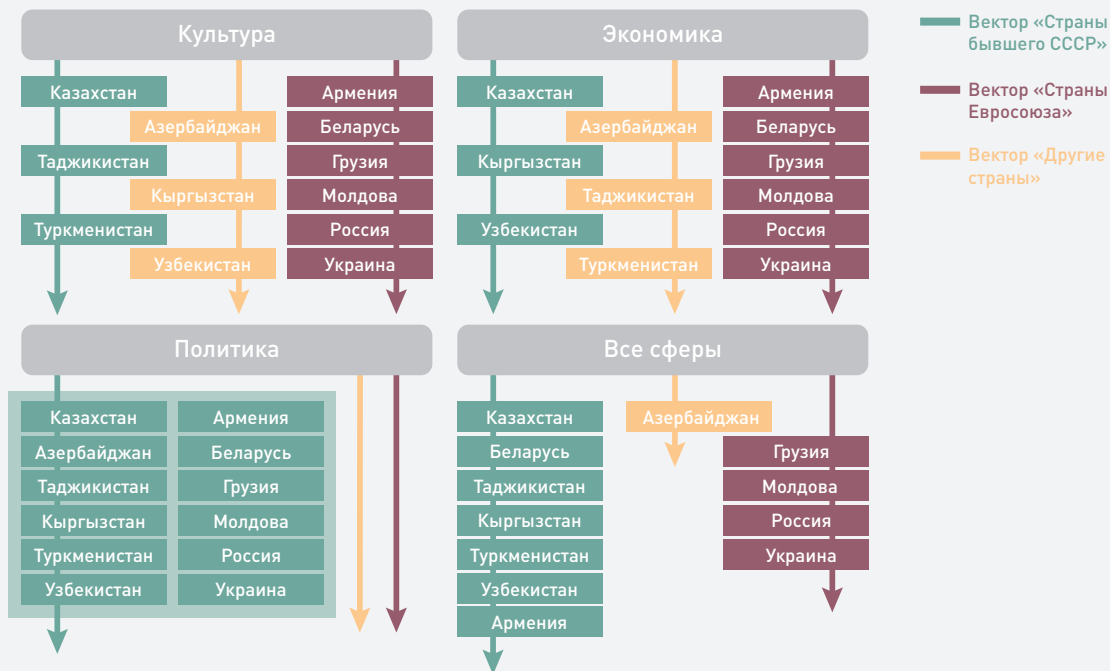 Культура
Казахстан
Азербайджан
Таджикистан
Кыргызстан
Туркменистан
Узбекистан
Армения
Беларусь
Грузия
Молдова
Россия
Украина
Экономика
Казахстан
Азербайджан
Кыргызстан
Таджикистан
Узбекистан
Туркменистан
Армения
Беларусь
Грузия
Молдова
Россия
Украина
Вектор «Страны
бывшего СССР»
Вектор «Страны
Евросоюза»
Вектор «Другие
страны»
Политика
Казахстан
Азербайджан
Таджикистан
Кыргызстан
Туркменистан
Узбекистан
Армения
Беларусь
Грузия
Молдова
Россия
Украина
Все сферы
Казахстан
Беларусь
Таджикистан
Кыргызстан
Туркменистан
Узбекистан
Армения
Азербайджан
Грузия
Молдова
Россия
Украина